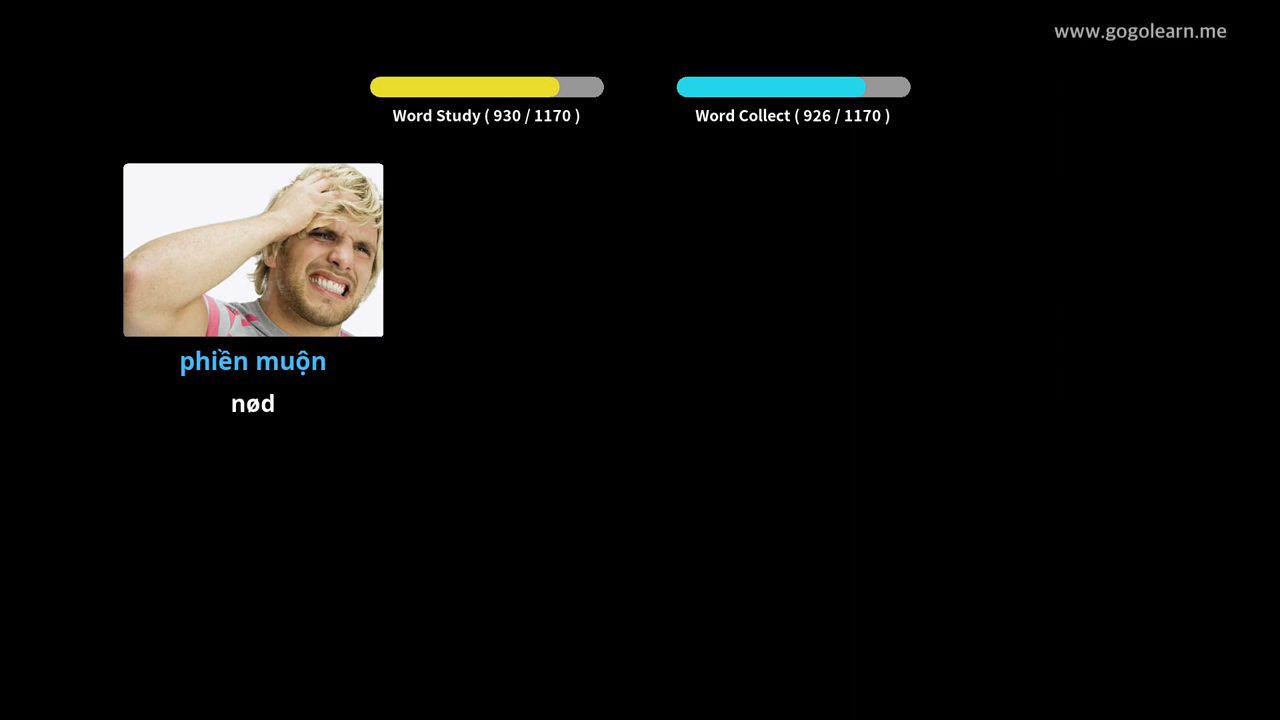 www.gogolearn.me
Word Study ( 930 / 1170 )
Word Collect ( 926 / 1170 )
phiền muộn
nød